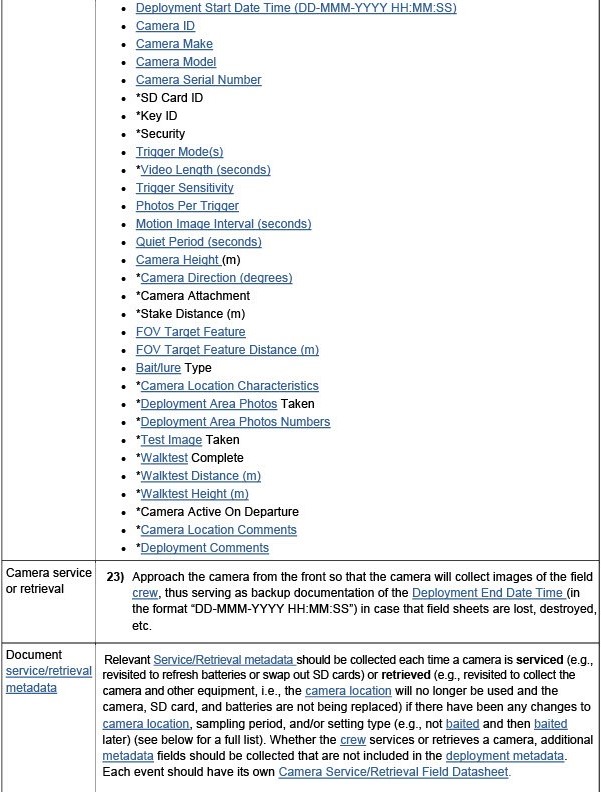 • Deployment Start Date Time (DD-MMM-YYYY HH:MM:SS)
• Camera ID
• Camera Make
• Camera Model
• Camera Serial Number
• *SD Card ID
• *Key ID
• *Security
• Trigger Mode(s)
• *Video Length (seconds)
• Trigger Sensitivity
• Photos Per Trigger
• Motion Image Interval (seconds)
• Quiet Period (seconds)
• Camera Height (m)
• *Camera Direction (degrees)
• *Camera Attachment
• *Stake Distance (m)
• FOV Target Feature
• FOV Target Feature Distance (m)
• Bait/lure Type
• *Camera Location Characteristics
• *Deployment Area Photos Taken
• *Deployment Area Photos Numbers
• *Test Image Taken
• *Walktest Complete
• *Walktest Distance (m)
• *Walktest Height (m)
• *Camera Active On Departure
• *Camera Location Comments
• *Deployment Comments
Camera service
or retrieval
23) Approach the camera from the front so that the camera will collect images of the field
crew, thus serving as backup documentation of the Deployment End Date Time (in
the format “DD-MMM-YYYY HH:MM:SS”) in case that field sheets are lost, destroyed,
etc.
Document
service/retrieval
metadata
Relevant Service/Retrieval metadata should be collected each time a camera is serviced (e.g.,
revisited to refresh batteries or swap out SD cards) or retrieved (e.g., revisited to collect the
camera and other equipment, i.e., the camera location will no longer be used and the
camera, SD card, and batteries are not being replaced) if there have been any changes to
camera location, sampling period, and/or setting type (e.g., not baited and then baited
later) (see below for a full list). Whether the crew services or retrieves a camera, additional
metadata fields should be collected that are not included in the deployment metadata.
Each event should have its own Camera Service/Retrieval Field Datasheet.